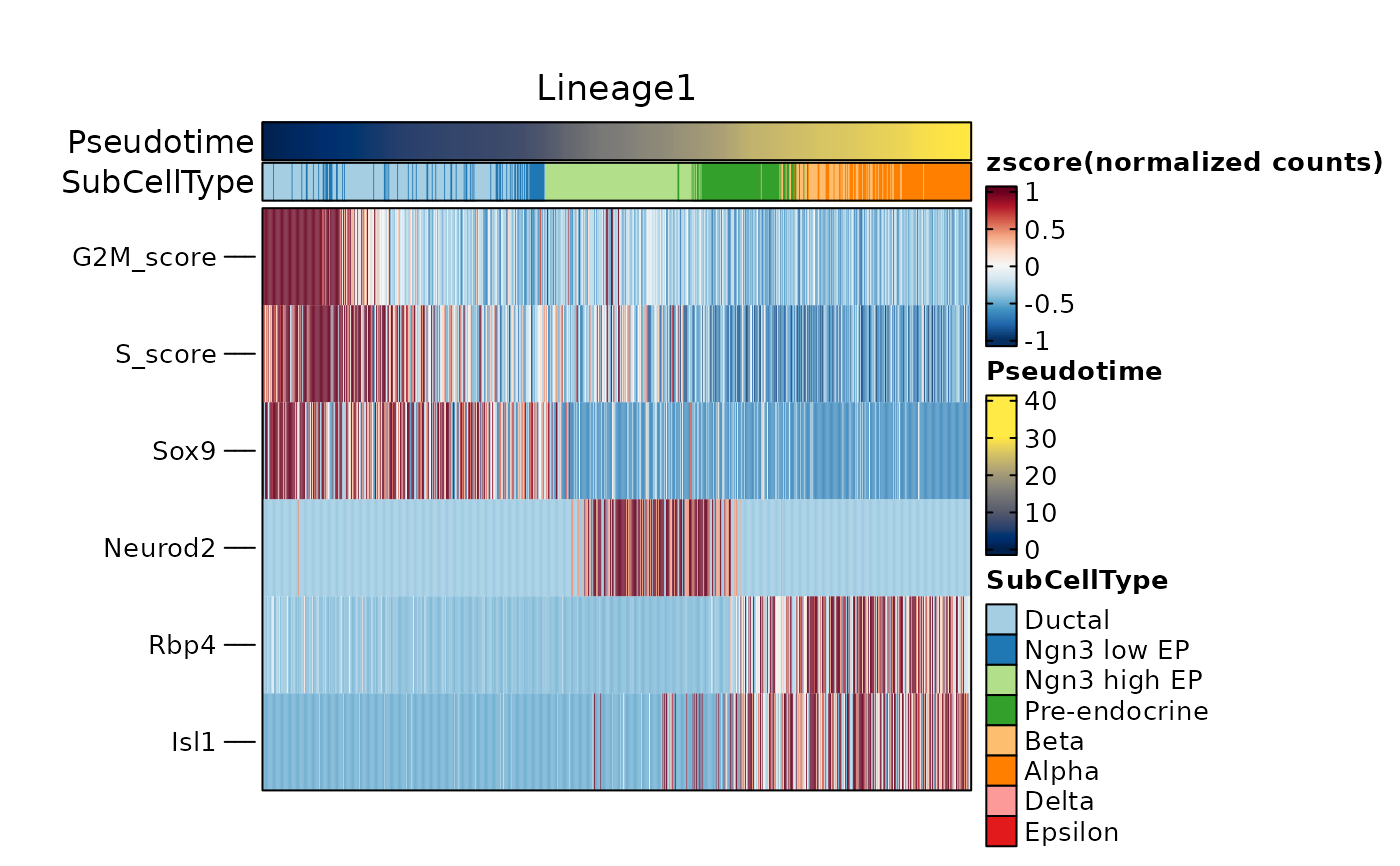 Lineage1
Pseudotime
SubCellType
G2M_score
S_score
Sox9
Neurod2
Rbp4
Isl1
zscore(normalized counts)
1
0.5
0
-0.5
-1
Pseudotime
40
30
20
10
0
SubCellType
Ductal
Ngn3 low EP
Ngn3 high EP
Pre-endocrine
Beta
Alpha
Delta
Epsilon